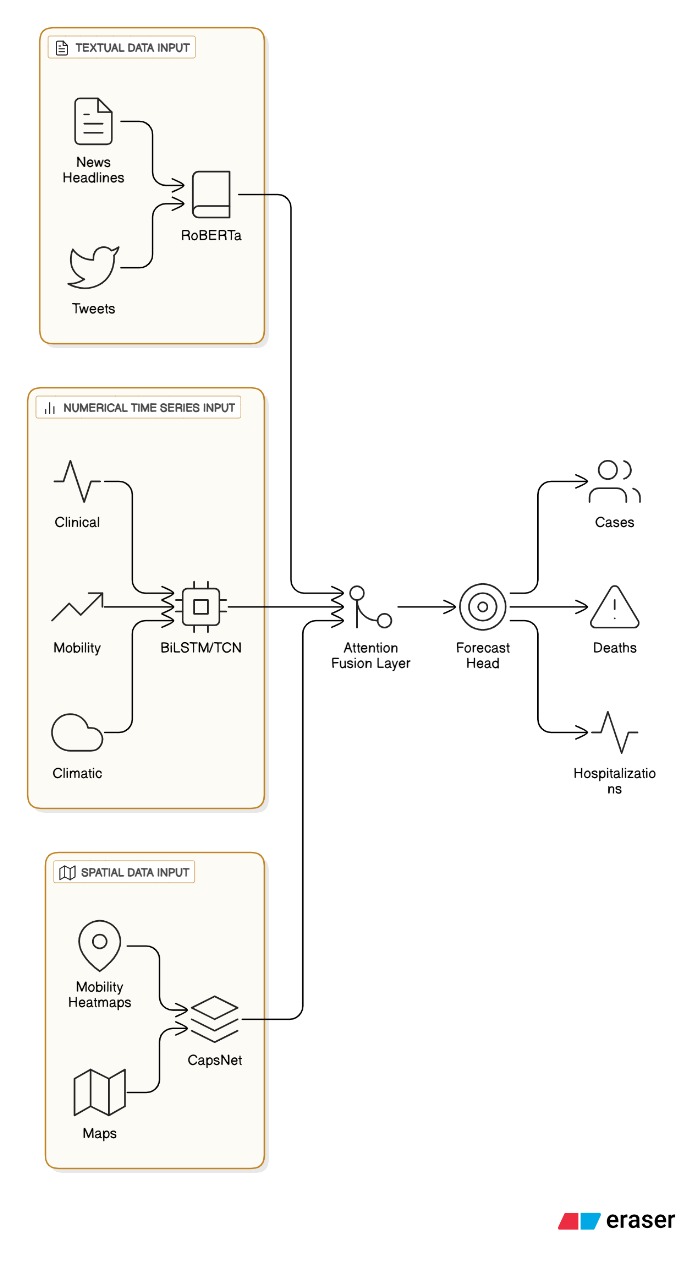 TEXTUAL DATA INPUT
News
Headlines
RoBERTa
Tweets
NUMERICAL TIME SERIES INPUT
Clinical
Mobility
BiLSTM/TCN
Climatic
Attention
Fusion Layer
Forecast
Head
Cases
Deaths
Hospitalizatio
ns
SPATIAL DATA INPUT
Mobility
Heatmaps
CapsNet
Maps
eraser